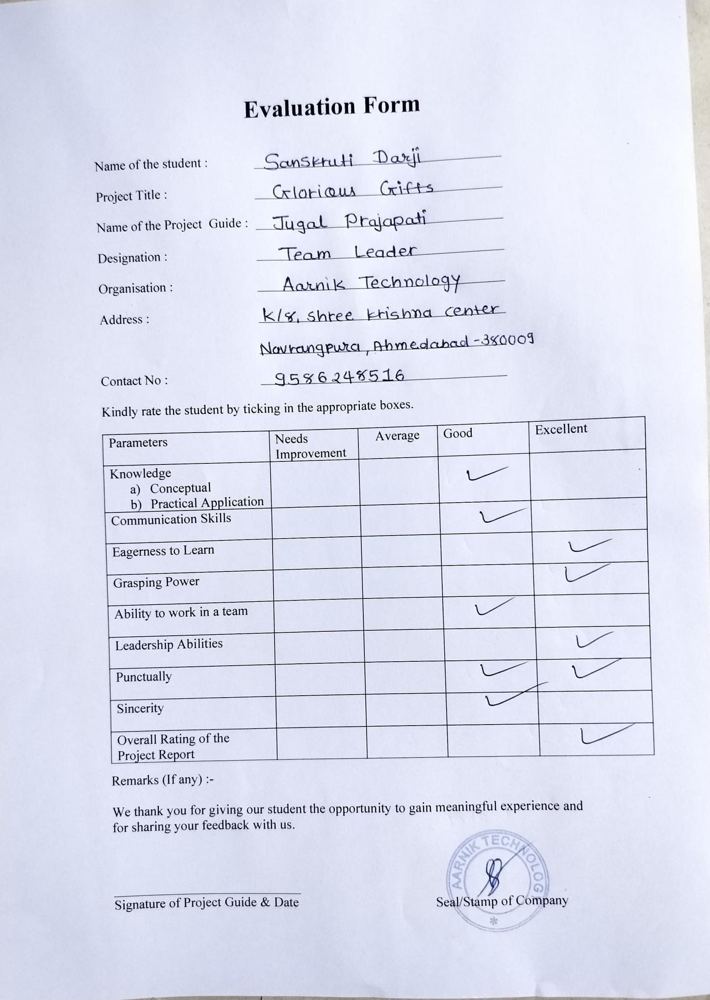 Evaluation Form
Name of the student : Sanskruti Darji
Project Title : Glorious Gifts
Name of the Project Guide : Jugal Prajapati
Designation : Team Leader
Organisation : Aarnik Technology
Address : K/8, shree krishna center
Navrangpura, Ahmedabad-380009
Contact No : 9586248516
Kindly rate the student by ticking in the appropriate boxes.
Parameters Needs Improvement Average Good Excellent
Knowledge ✓
a) Conceptual
b) Practical Application
Communication Skills ✓
Eagerness to Learn ✓
Grasping Power ✓
Ability to work in a team ✓
Leadership Abilities ✓
Punctually ✓ ✓
Sincerity ✓
Overall Rating of the ✓
Project Report
Remarks (If any) :-
We thank you for giving our student the opportunity to gain meaningful experience and
for sharing your feedback with us.
AARNIK TECHNOLOG
Signature of Project Guide & Date Seal/Stamp of Company